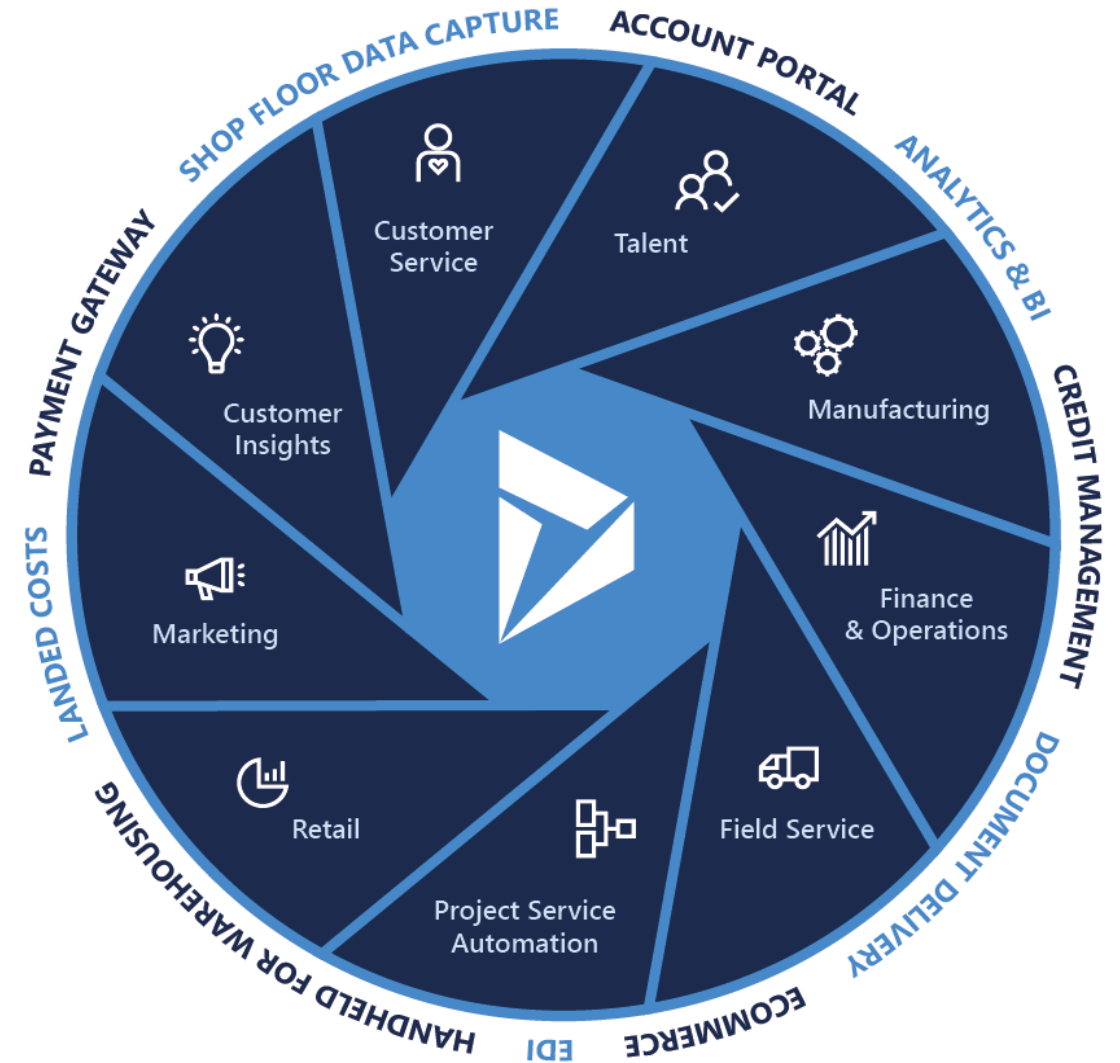 SHOP FLOOR DATA CAPTURE
ACCOUNT PORTAL
ANALYTICS & BI
CREDIT MANAGEMENT
DOCUMENT DELIVERY
ECOMMERCE
EDI
HANDHELD FOR WAREHOUSING
LANDED COSTS
PAYMENT GATEWAY
Customer
Service
Talent
Manufacturing
Finance
& Operations
Field Service
Project Service
Automation
Retail
Marketing
Customer
Insights